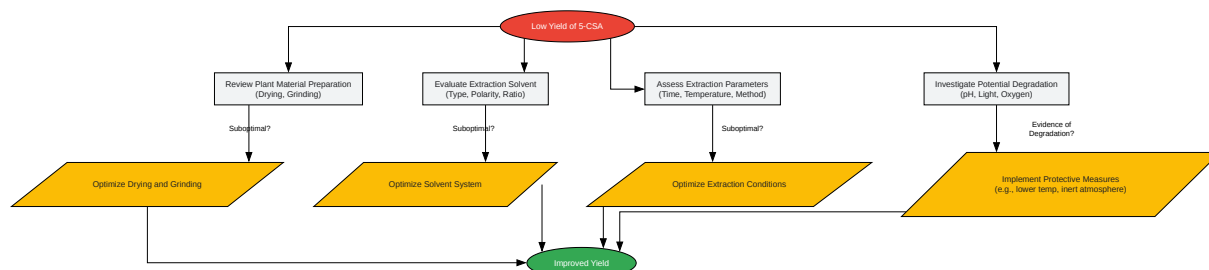 Low Yield of 5-CSA
Review Plant Material Preparation
(Drying, Grinding)
Evaluate Extraction Solvent
(Type, Polarity, Ratio)
Assess Extraction Parameters
(Time, Temperature, Method)
Investigate Potential Degradation
(pH, Light, Oxygen)
Suboptimal?
Suboptimal?
Suboptimal?
Evidence of
Degradation?
Optimize Drying and Grinding
Optimize Solvent System
Optimize Extraction Conditions
Implement Protective Measures
(e.g., lower temp, inert atmosphere)
Improved Yield